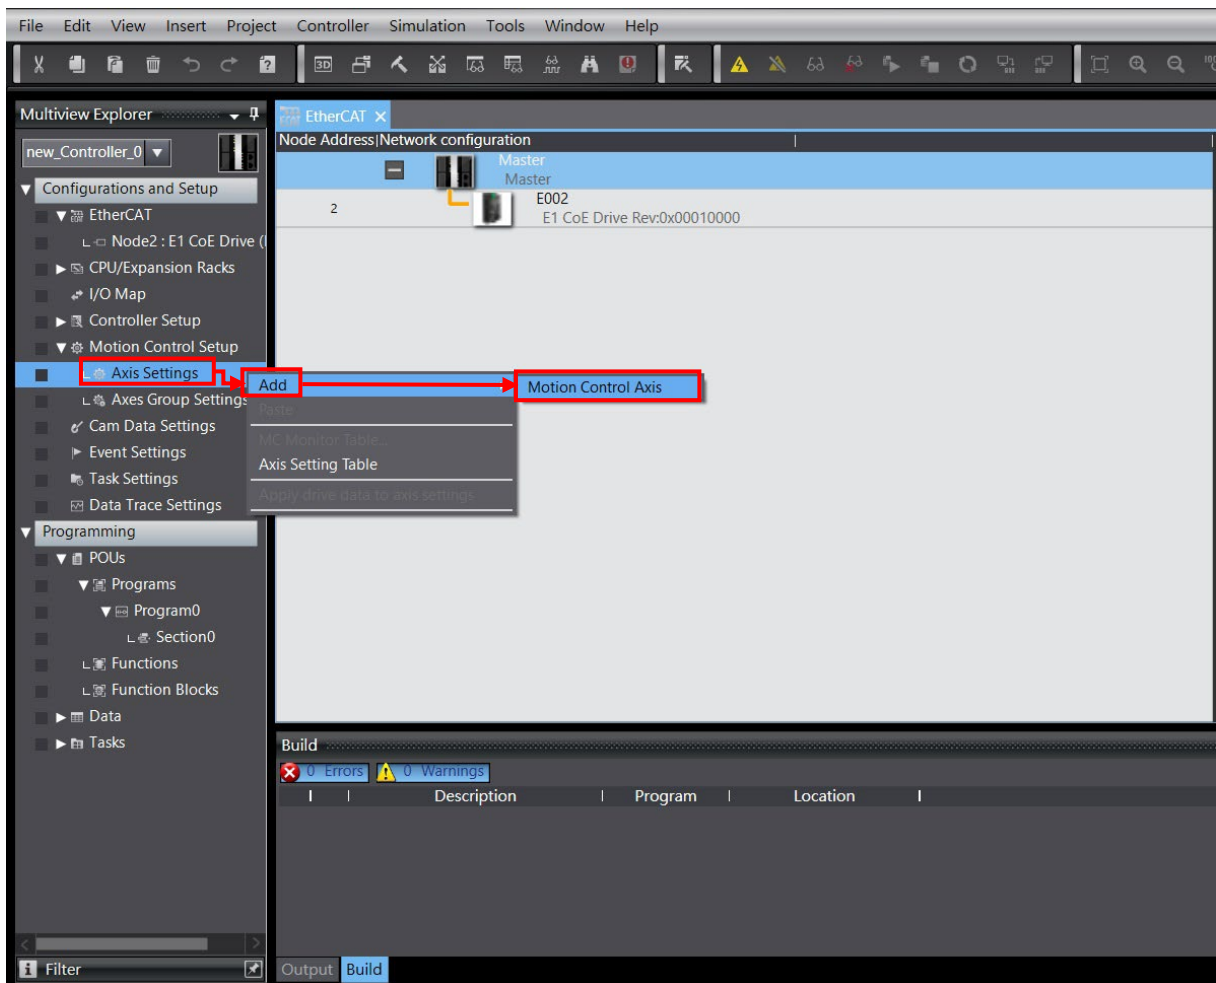 File Edit View Insert Project Controller Simulation Tools Window Help
3D
Multiview Explorer
new_Controller_0
Configurations and Setup
EtherCAT
Node2 : E1 CoE Drive (
CPU/Expansion Racks
I/O Map
Controller Setup
Motion Control Setup
Axis Settings
Axes Group Settings
Cam Data Settings
Event Settings
Task Settings
Data Trace Settings
Programming
POUs
Programs
Program0
Section0
Functions
Function Blocks
Data
Tasks
Filter
EtherCAT
Node Address|Network configuration
Master
Master
2
E002
E1 CoE Drive Rev:0x00010000
Add
Paste
MC Monitor Table...
Axis Setting Table
Apply drive data to axis settings
Motion Control Axis
Build
0 Errors 0 Warnings
Description Program Location
Output Build